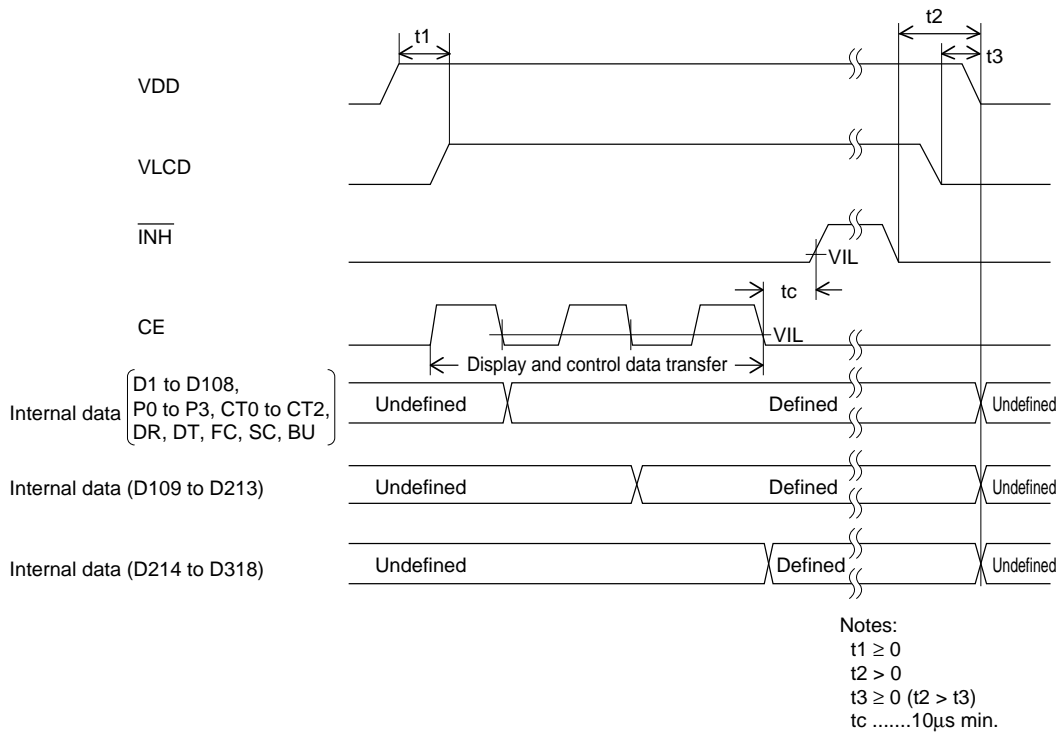 t1
t2
t3
VDD
VLCD
INH
VIL
tc
CE
VIL
Display and control data transfer
Internal data
D1 to D108,
P0 to P3, CT0 to CT2,
DR, DT, FC, SC, BU
Undefined
Defined
Undefined
Internal data (D109 to D213)
Undefined
Defined
Undefined
Internal data (D214 to D318)
Undefined
Defined
Undefined
Notes:
t1 ≥ 0
t2 > 0
t3 ≥ 0 (t2 > t3)
tc .......10μs min.